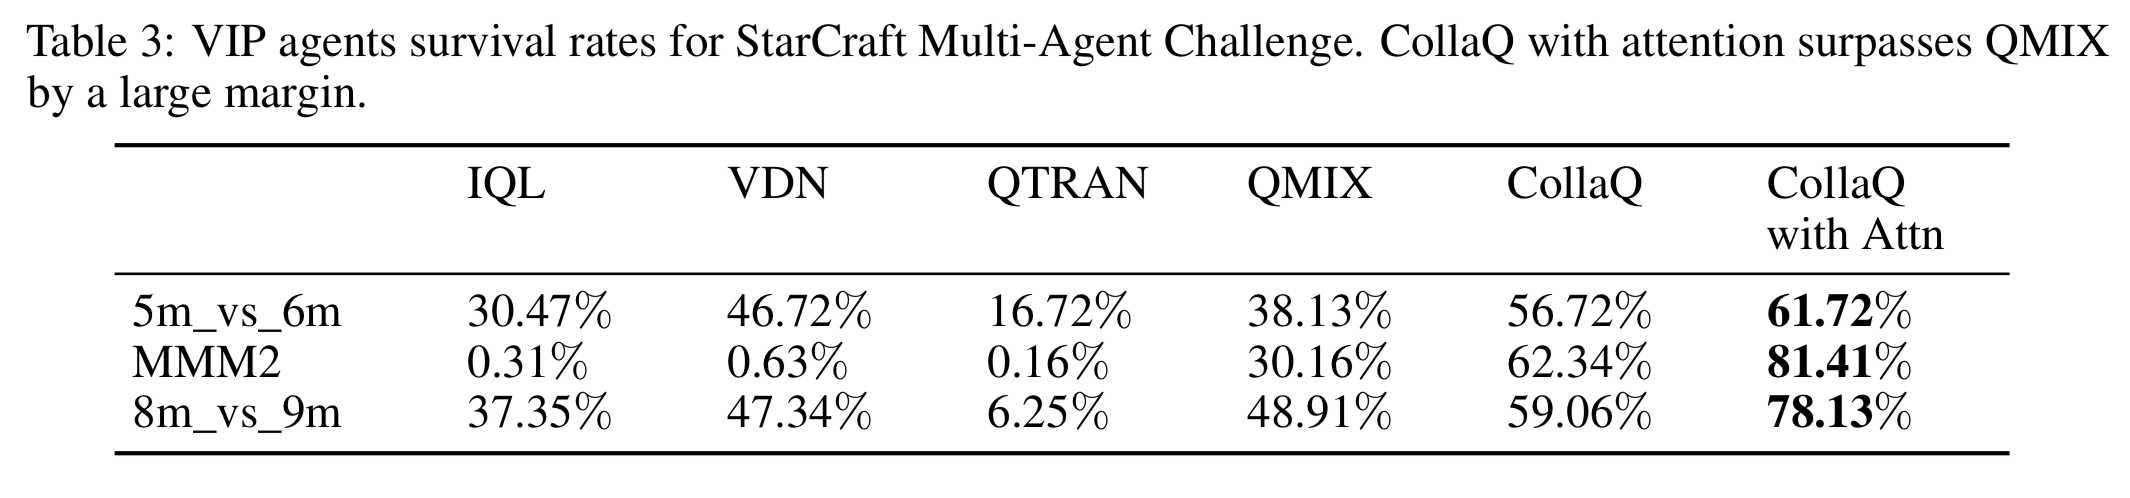 Table 3: VIP agents survival rates for StarCraft Multi-Agent Challenge. CollaQ with attention surpasses QMIX
by a large margin.
IQL VDN QTRAN QMIX CollaQ CollaQ
with Attn
5m_vs_6m 30.47% 46.72% 16.72% 38.13% 56.72% 61.72%
MMM2 0.31% 0.63% 0.16% 30.16% 62.34% 81.41%
8m_vs_9m 37.35% 47.34% 6.25% 48.91% 59.06% 78.13%